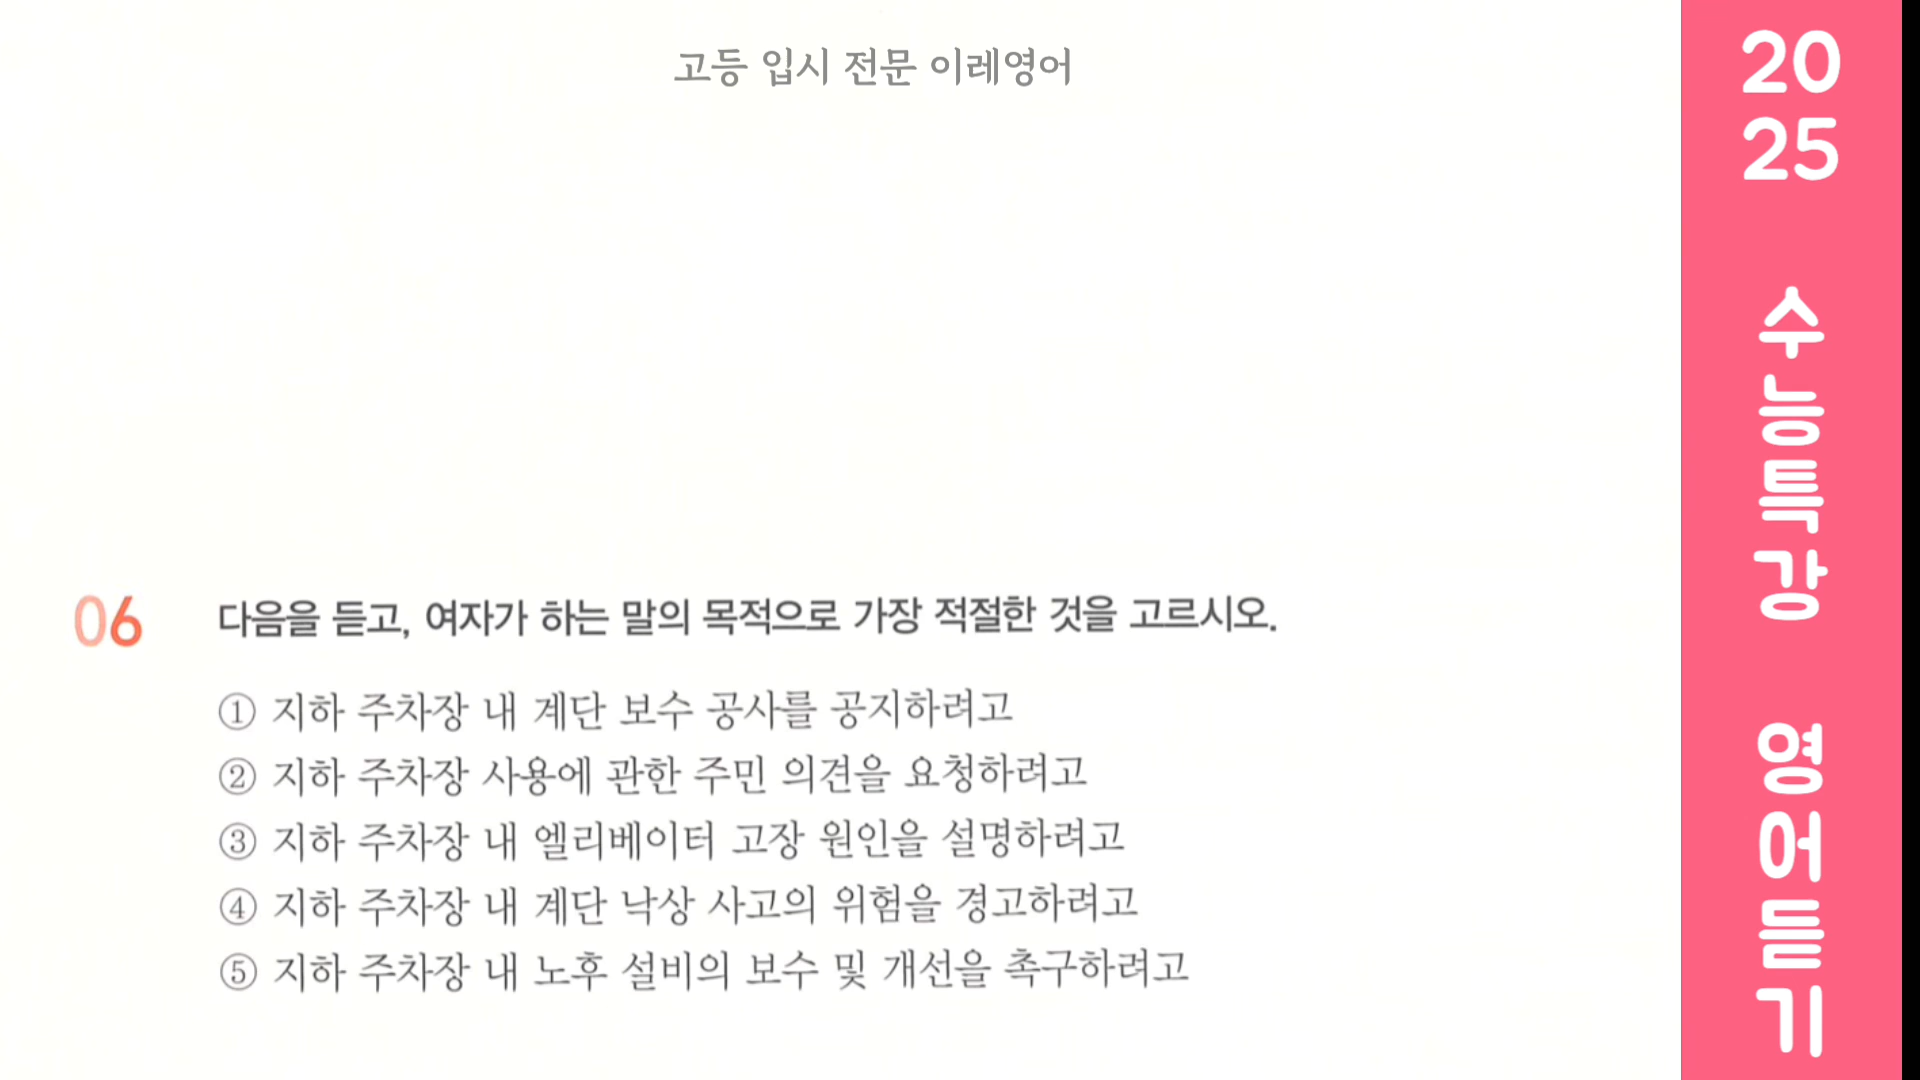 고등 입시 전문 이레영어
06 다음을 듣고, 여자가 하는 말의 목적으로 가장 적절한 것을 고르시오.
① 지하 주차장 내 계단 보수 공사를 공지하려고
② 지하 주차장 사용에 관한 주민 의견을 요청하려고
③ 지하 주차장 내 엘리베이터 고장 원인을 설명하려고
④ 지하 주차장 내 계단 낙상 사고의 위험을 경고하려고
⑤ 지하 주차장 내 노후 설비의 보수 및 개선을 촉구하려고
20
25
수능특강
영어듣기